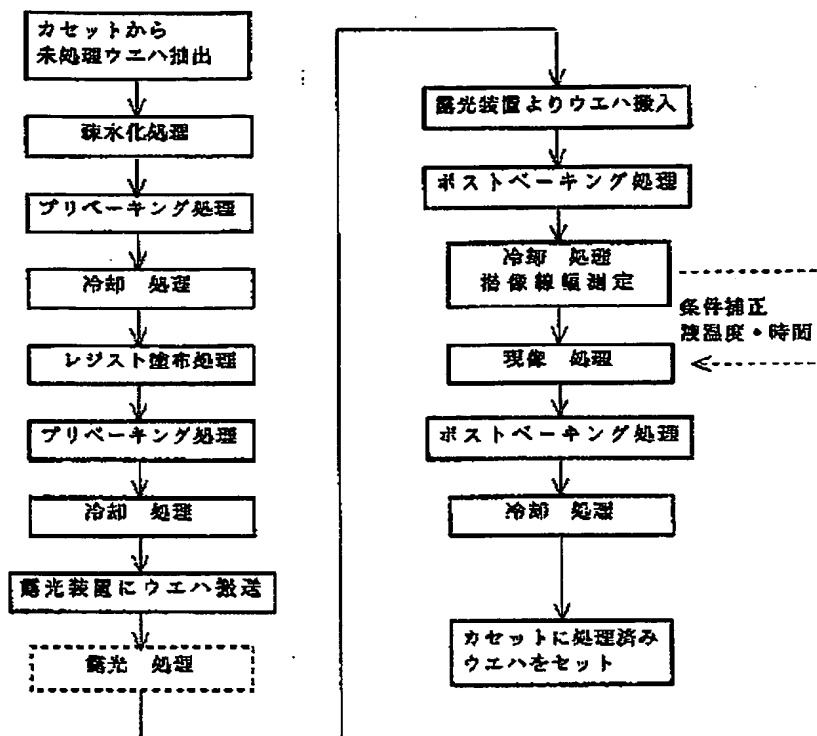 カセットから
未処理ウエハ抽出
疎水化処理
プリベーキング処理
冷却 処理
レジスト塗布処理
プリベーキング処理
冷却 処理
露光装置にウエハ搬送
露光 処理
露光装置よりウエハ搬入
ポストベーキング処理
冷却 処理
撮像線幅測定
条件補正
液温度・時間
現像 処理
ポストベーキング処理
冷却 処理
カセットに処理済み
ウエハをセット